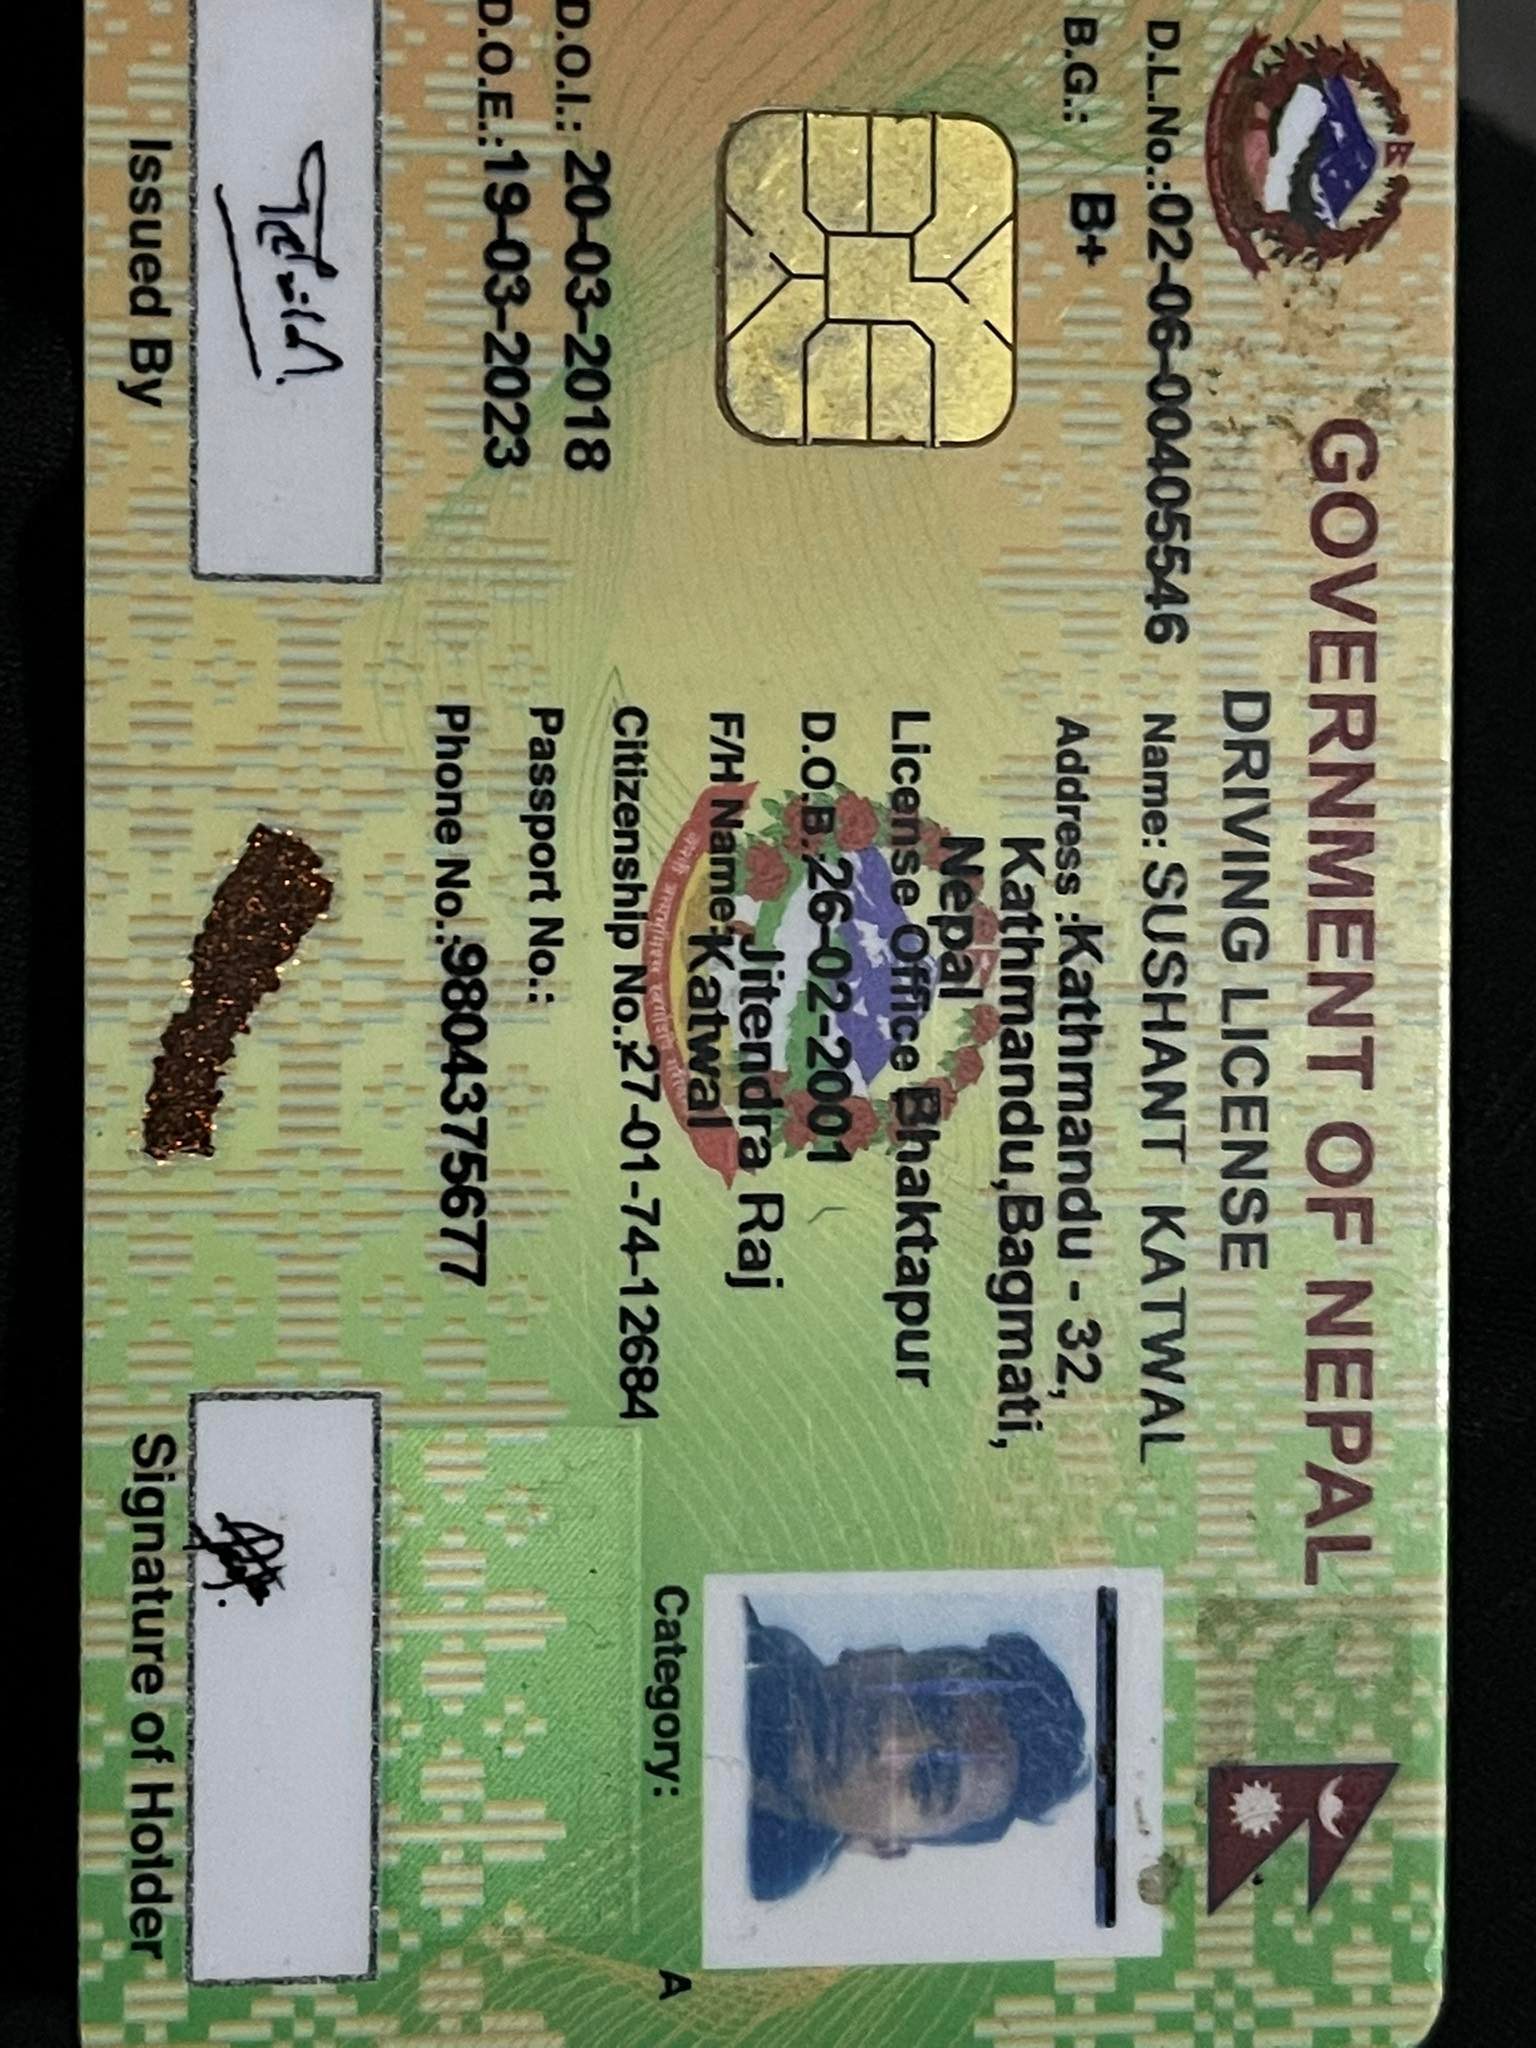 GOVERNMENT OF NEPAL
DRIVING LICENSE
D.L.No.:02-06-00405546
B.G.: B+
Name: SUSHANT KATWAL
Address :Kathmandu - 32,
Kathmandu,Bagmati,
Nepal
License Office Bhaktapur
D.O.B.:26-02-2001
Jitendra Raj
F/H Name:Katwal
Citizenship No.:27-01-74-12684
D.O.I.: 20-03-2018
Passport No.:
D.O.E.:19-03-2023
Phone No.:9804375677
Category: A
Issued By
Signature of Holder